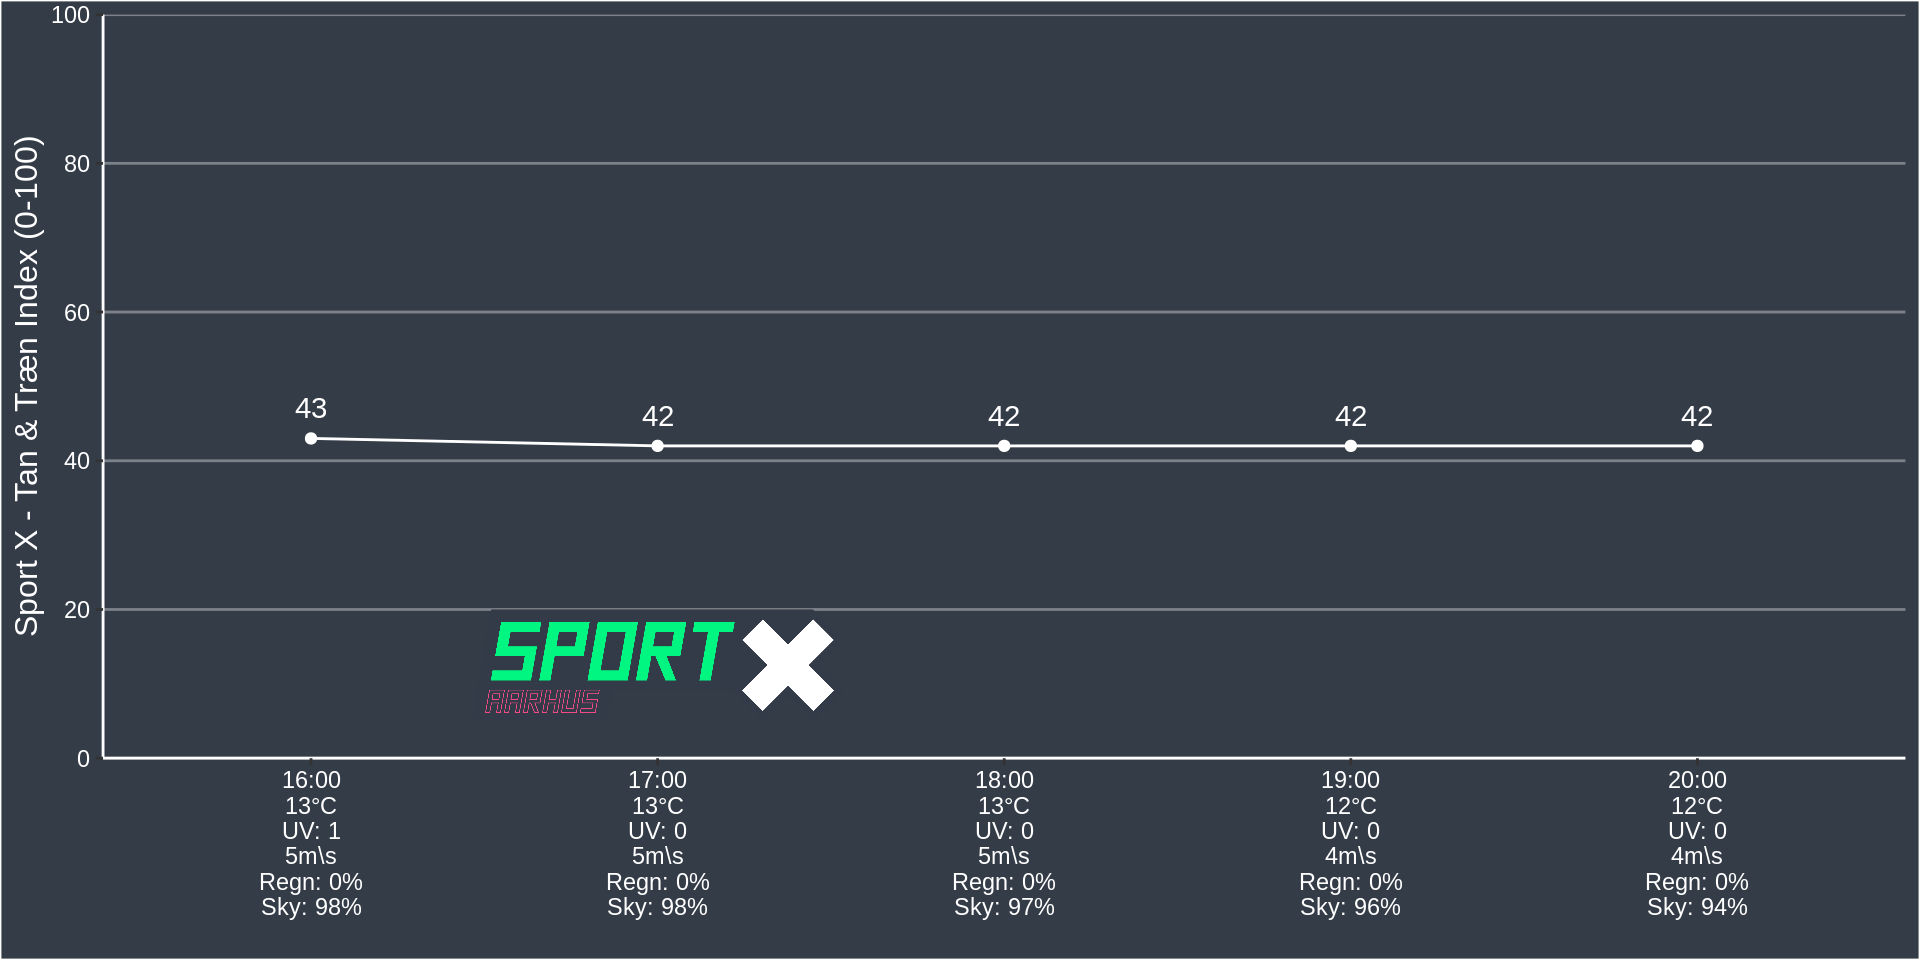 Sport X - Tan & Træn Index (0-100)
100
80
60
40
20
0
43
42
42
42
42
SPORT X
AARHUS
16:00
13°C
UV: 1
5m\s
Regn: 0%
Sky: 98%
17:00
13°C
UV: 0
5m\s
Regn: 0%
Sky: 98%
18:00
13°C
UV: 0
5m\s
Regn: 0%
Sky: 97%
19:00
12°C
UV: 0
4m\s
Regn: 0%
Sky: 96%
20:00
12°C
UV: 0
4m\s
Regn: 0%
Sky: 94%